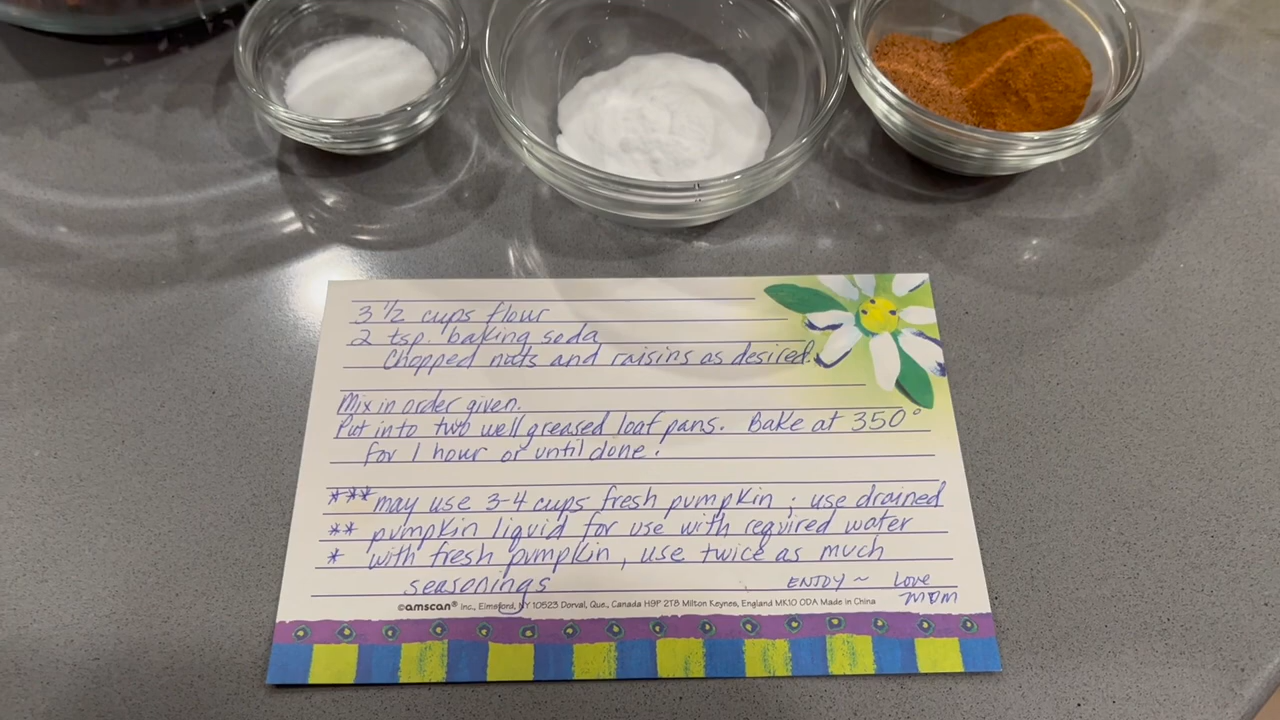 3 1/2 cups flour
2 tsp. baking soda
Chopped nuts and raisins as desired.
Mix in order given.
Put into two well greased loaf pans. Bake at 350°
for 1 hour or until done.
*** may use 3-4 cups fresh pumpkin; use drained
** pumpkin liquid for use with required water
* with fresh pumpkin, use twice as much
seasonings
ENJOY ~ Love
MOM
©amscan® Inc., Elmsford, NY 10523 Dorval, Que., Canada H9P 2T8 Milton Keynes, England MK10 0DA Made in China